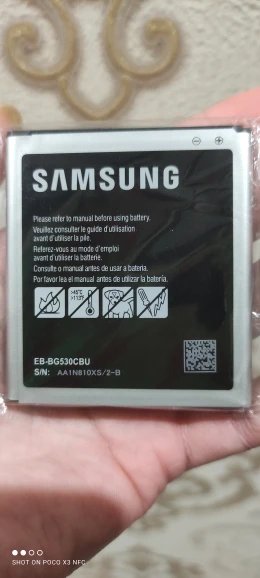 SAMSUNG
Please refer to manual before using battery.
Veuillez consulter le guide d'utilisation
avant d'utiliser la pile.
Referez-vous au mode d'emploi
avant d'utiliser la batterie.
Consulte o manual antes de usar a bateria.
Por favor lea el manual antes de utilizar la batería.
EB-BG530CBU
S/N: AA1N810XS/2-B
SHOT ON POCO X3 NFC